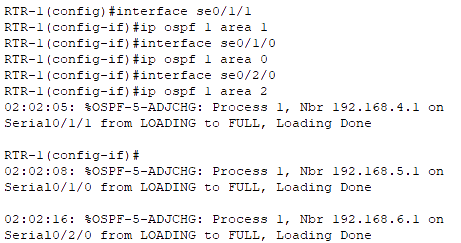 RTR-1(config)#interface se0/1/1
RTR-1(config-if)#ip ospf 1 area 1
RTR-1(config-if)#interface se0/1/0
RTR-1(config-if)#ip ospf 1 area 0
RTR-1(config-if)#interface se0/2/0
RTR-1(config-if)#ip ospf 1 area 2
02:02:05: %OSPF-5-ADJCHG: Process 1, Nbr 192.168.4.1 on
Serial0/1/1 from LOADING to FULL, Loading Done
RTR-1(config-if)#
02:02:08: %OSPF-5-ADJCHG: Process 1, Nbr 192.168.5.1 on
Serial0/1/0 from LOADING to FULL, Loading Done
02:02:16: %OSPF-5-ADJCHG: Process 1, Nbr 192.168.6.1 on
Serial0/2/0 from LOADING to FULL, Loading Done